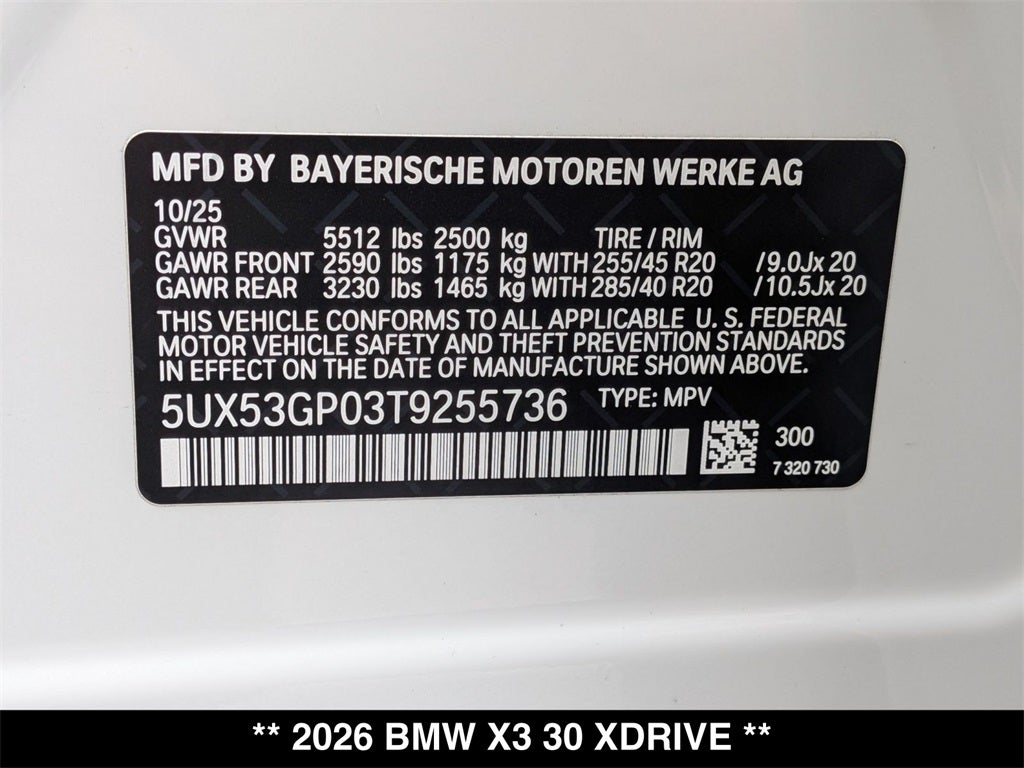 MFD BY BAYERISCHE MOTOREN WERKE AG
10/25
GVWR 5512 lbs 2500 kg TIRE / RIM
GAWR FRONT 2590 lbs 1175 kg WITH 255/45 R20 /9.0Jx 20
GAWR REAR 3230 lbs 1465 kg WITH 285/40 R20 /10.5Jx 20
THIS VEHICLE CONFORMS TO ALL APPLICABLE U. S. FEDERAL
MOTOR VEHICLE SAFETY AND THEFT PREVENTION STANDARDS
IN EFFECT ON THE DATE OF MANUFACTURE SHOWN ABOVE.
5UX53GP03T9255736 TYPE: MPV
300
7 320 730
** 2026 BMW X3 30 XDRIVE **